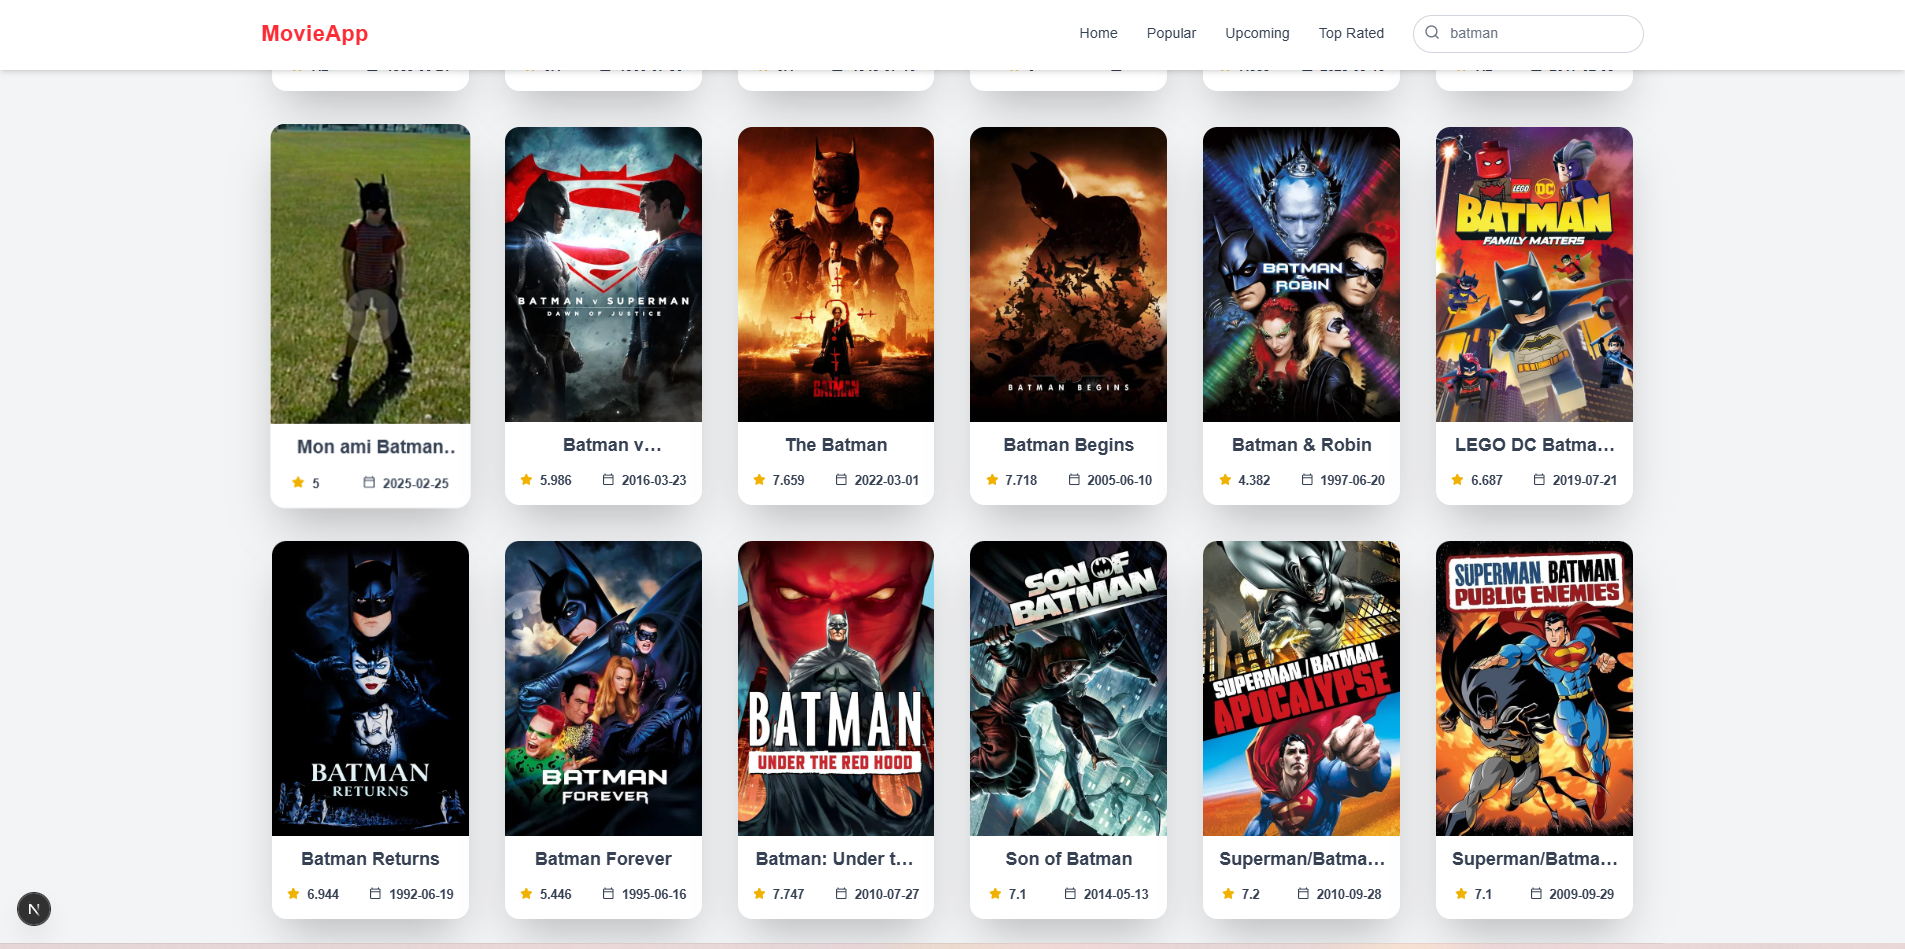 MovieApp
Home Popular Upcoming Top Rated batman
BATMAN V SUPERMAN
DAWN OF JUSTICE
THE BATMAN
BATMAN BEGINS
BATMAN
& ROBIN
LEGO DC
BATMAN
FAMILY MATTERS
Mon ami Batman..
Batman v…
The Batman
Batman Begins
Batman & Robin
LEGO DC Batma…
5 2025-02-25
5.986 2016-03-23
7.659 2022-03-01
7.718 2005-06-10
4.382 1997-06-20
6.687 2019-07-21
BATMAN
RETURNS
BATMAN
FOREVER
BATMAN
UNDER THE RED HOOD
SON OF
BATMAN
SUPERMAN/BATMAN
APOCALYPSE
SUPERMAN BATMAN
PUBLIC ENEMIES
Batman Returns
Batman Forever
Batman: Under t…
Son of Batman
Superman/Batma…
Superman/Batma…
6.944 1992-06-19
5.446 1995-06-16
7.747 2010-07-27
7.1 2014-05-13
7.2 2010-09-28
7.1 2009-09-29
N